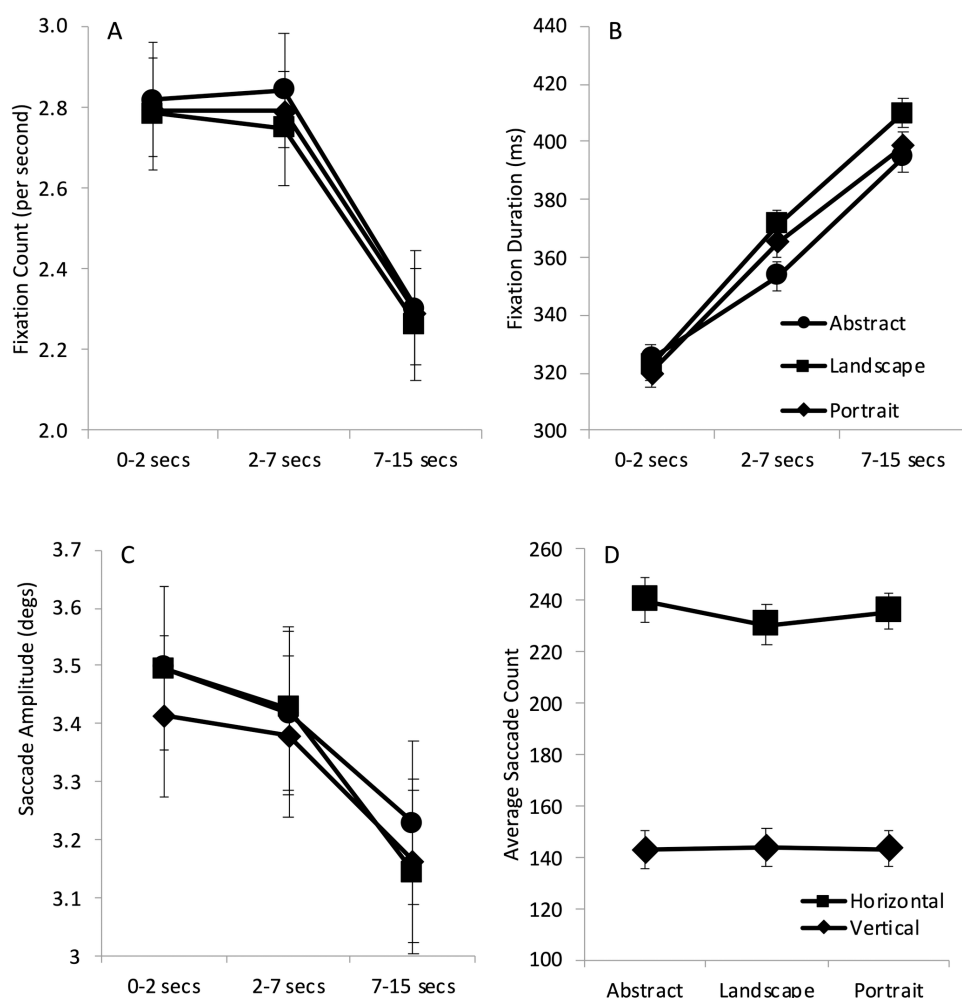 A
Fixation Count (per second)
3.0
2.8
2.6
2.4
2.2
2.0
0-2 secs 2-7 secs 7-15 secs
B
Fixation Duration (ms)
440
420
400
380
360
340
320
300
Abstract
Landscape
Portrait
0-2 secs 2-7 secs 7-15 secs
C
Saccade Amplitude (degs)
3.7
3.6
3.5
3.4
3.3
3.2
3.1
3
0-2 secs 2-7 secs 7-15 secs
D
Average Saccade Count
260
240
220
200
180
160
140
120
100
Horizontal
Vertical
Abstract Landscape Portrait